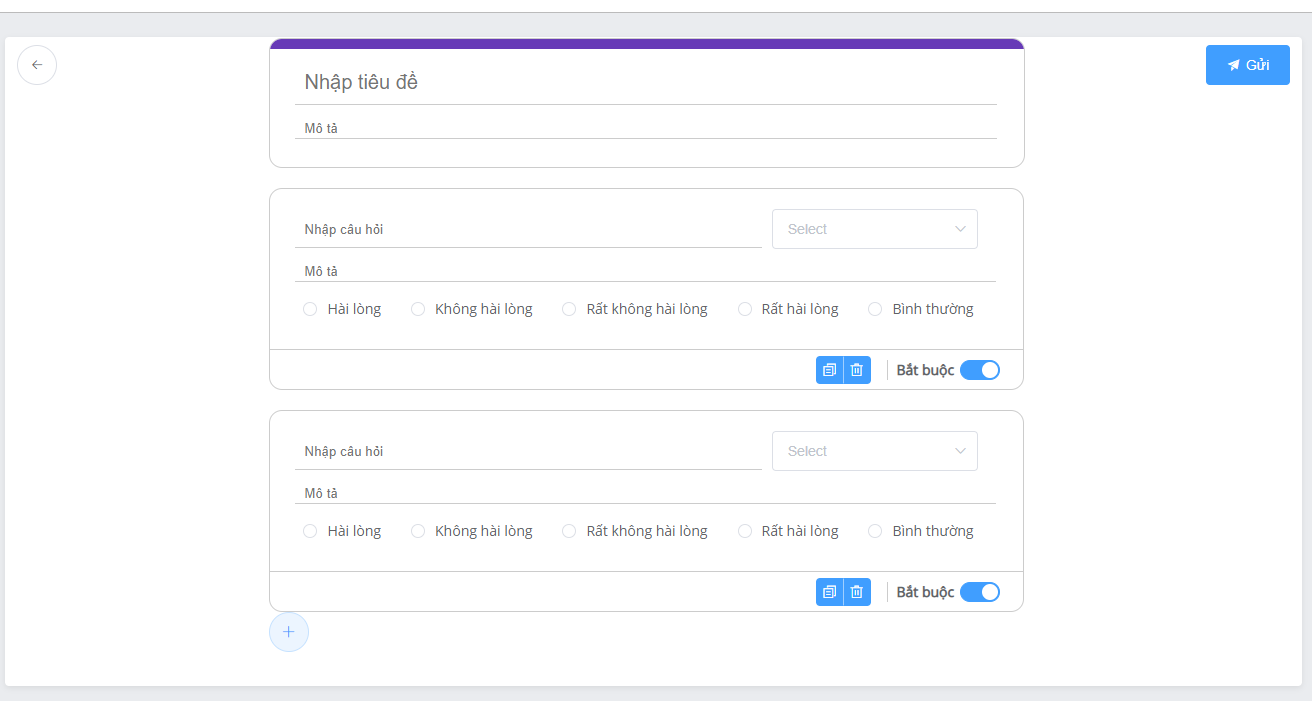 Gửi
Nhập tiêu đề
Mô tả
Nhập câu hỏi Select
Mô tả
Hài lòng Không hài lòng Rất không hài lòng Rất hài lòng Bình thường
Bắt buộc
Nhập câu hỏi Select
Mô tả
Hài lòng Không hài lòng Rất không hài lòng Rất hài lòng Bình thường
Bắt buộc